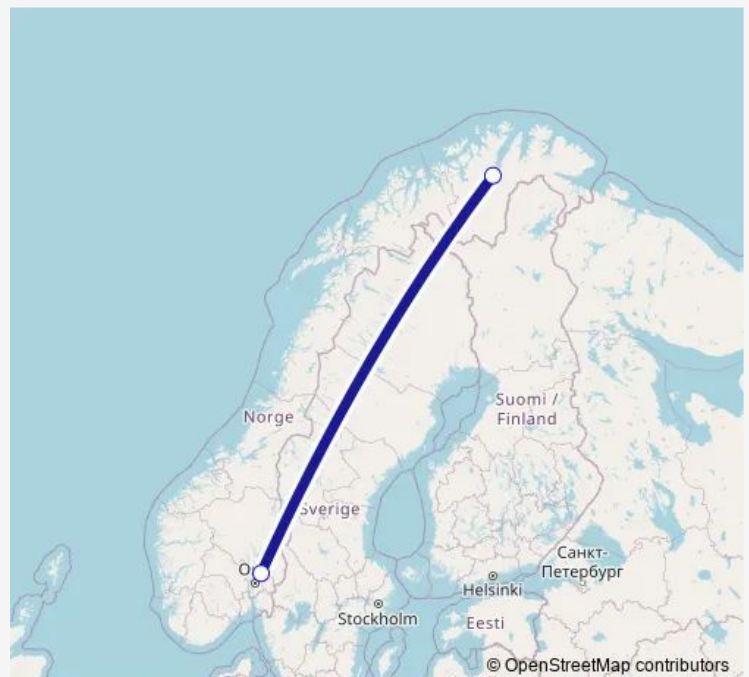 Norge
Suomi /
Finland
Sverige
O
Санкт-
Петербург
Helsinki
Stockholm
Eesti
© OpenStreetMap contributors